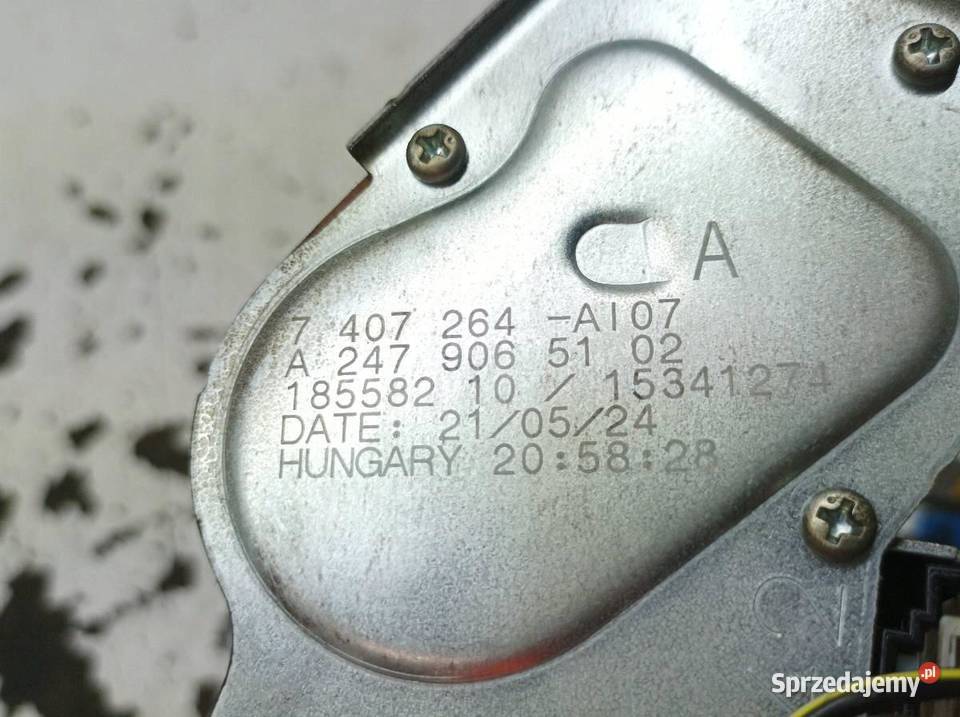 A
7 407 264 -AI07
A 247 906 51 02
185582 10 / 15341274
DATE: 21/05/24
HUNGARY 20:58:28
Sprzedajemy.pl